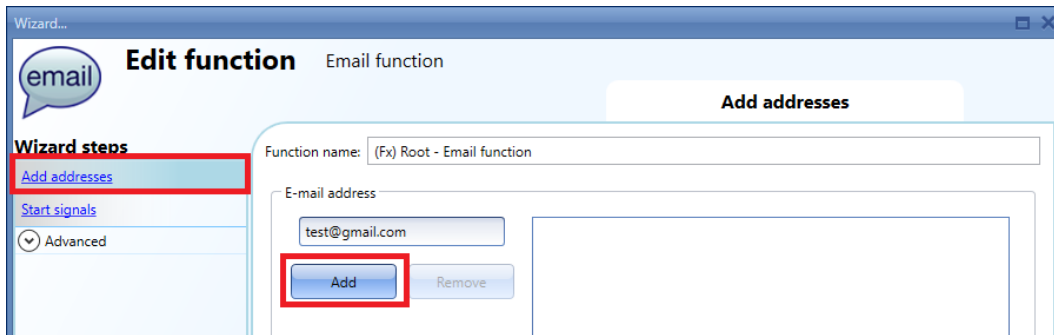 Wizard...
email
Edit function Email function
Add addresses
Wizard steps
Add addresses
Start signals
Advanced
Function name: (Fx) Root - Email function
E-mail address
test@gmail.com
Add Remove